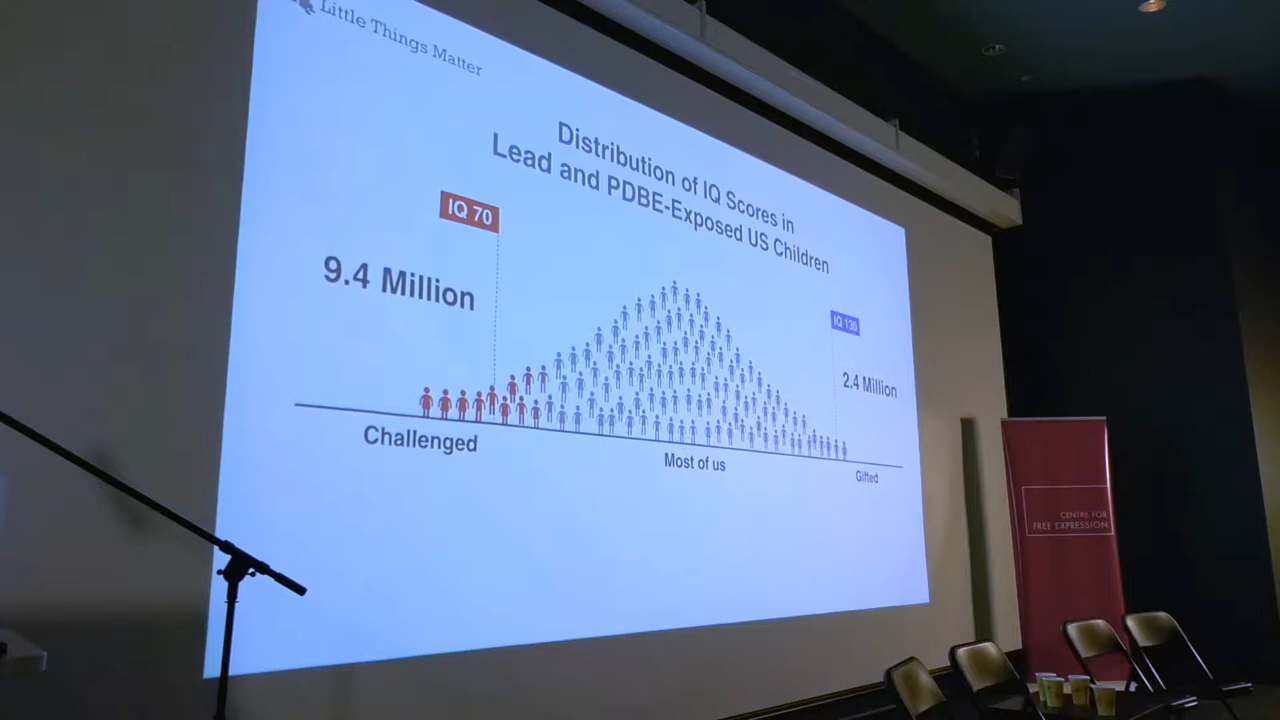 Little Things Matter
Distribution of IQ Scores in
Lead and PDBE-Exposed US Children
IQ 70
9.4 Million
IQ 130
2.4 Million
Challenged
Most of us
Gifted
CENTRE FOR
FREE EXPRESSION